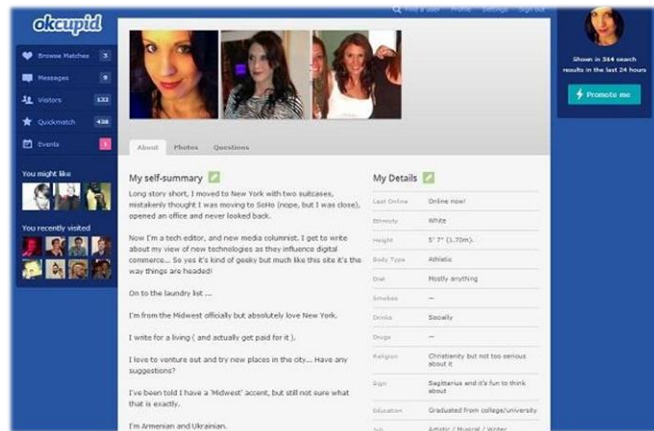 okcupid
Find a user Profile Settings Sign out
Browse Matches 3
Messages 9
Visitors 132
Quickmatch 438
Events 1
You might like
You recently visited
About Photos Questions
My self-summary
Long story short, I moved to New York with two suitcases,
mistakenly thought I was moving to SoHo (nope, but I was close),
opened an office and never looked back.
Now I'm a tech editor, and new media columnist. I get to write
about my view of new technologies as they influence digital
commerce... So yes it's kind of geeky but much like this site it's the
way things are headed!
On to the laundry list ...
I'm from the Midwest officially but absolutely love New York.
I write for a living ( and actually get paid for it ).
I love to venture out and try new places in the city... Have any
suggestions?
I've been told I have a 'Midwest' accent, but still not sure what
that is exactly.
I'm Armenian and Ukrainian.
My Details
Last Online Online now!
Ethnicity White
Height 5' 7" (1.70m).
Body Type Athletic
Diet Mostly anything
Smokes —
Drinks Socially
Drugs —
Religion Christianity but not too serious
about it
Sign Sagittarius and it's fun to think
about
Education Graduated from college/university
Job Artistic / Musical / Writer
Shown in 364 search
results in the last 24 hours
Promote me